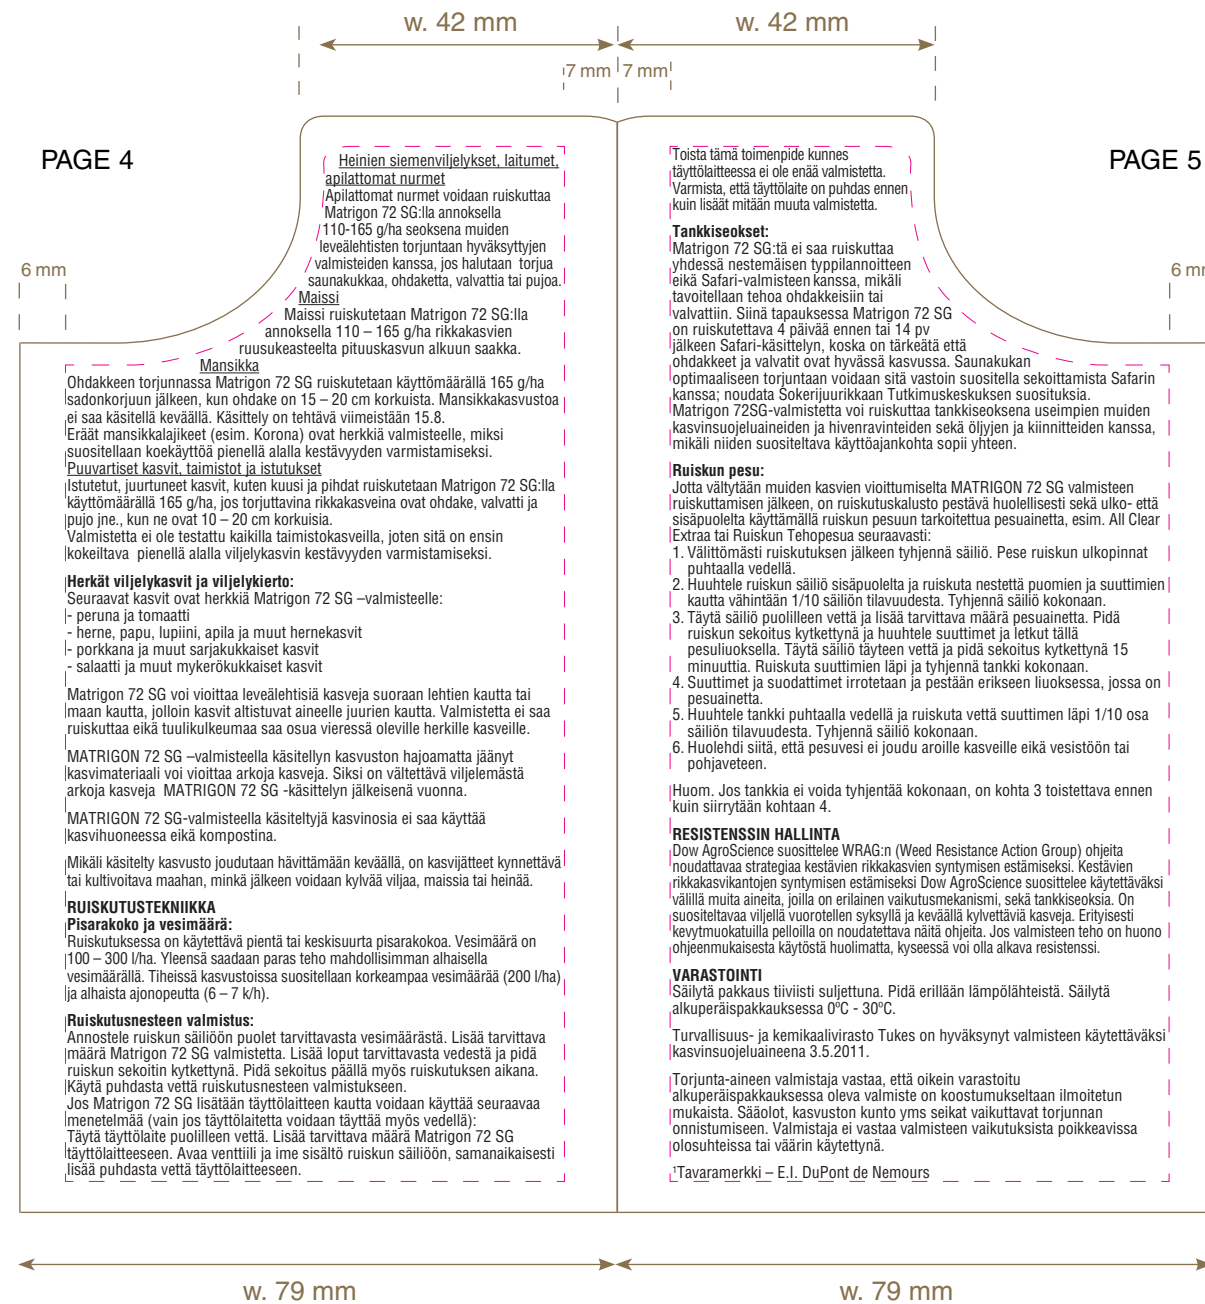 w. 42 mm
w. 42 mm
7 mm
7 mm
PAGE 4
PAGE 5
6 mm
6 mm
Heinien siemenviljelykset, laitumet,
apilattomat nurmet
Apilattomat nurmet voidaan ruiskuttaa
Matrigon 72 SG:lla annoksella
110-165 g/ha seoksena muiden
leveälehtisten torjuntaan hyväksyttyjen
valmisteiden kanssa, jos halutaan torjua
saunakukkaa, ohdaketta, valvattia tai pujoa.
Maissi
Maissi ruiskutetaan Matrigon 72 SG:lla
annoksella 110 – 165 g/ha rikkakasvien
ruusukeasteelta pituuskasvun alkuun saakka.
Mansikka
Ohdakkeen torjunnassa Matrigon 72 SG ruiskutetaan käyttömäärällä 165 g/ha
sadonkorjuun jälkeen, kun ohdake on 15 – 20 cm korkuista. Mansikkakasvustoa
ei saa käsitellä keväällä. Käsittely on tehtävä viimeistään 15.8.
Eräät mansikkalajikeet (esim. Korona) ovat herkkiä valmisteelle, miksi
suositellaan koekäyttöä pienellä alalla kestävyyden varmistamiseksi.
Puuvartiset kasvit, taimistot ja istutukset
Istutetut, juurtuneet kasvit, kuten kuusi ja pihdat ruiskutetaan Matrigon 72 SG:lla
käyttömäärällä 165 g/ha, jos torjuttavina rikkakasveina ovat ohdake, valvatti ja
pujo jne., kun ne ovat 10 – 20 cm korkuisia.
Valmistetta ei ole testattu kaikilla taimistokasveilla, joten sitä on ensin
kokeiltava pienellä alalla viljelykasvin kestävyyden varmistamiseksi.
Herkät viljelykasvit ja viljelykierto:
Seuraavat kasvit ovat herkkiä Matrigon 72 SG –valmisteelle:
- peruna ja tomaatti
- herne, papu, lupiini, apila ja muut hernekasvit
- porkkana ja muut sarjakukkaiset kasvit
- salaatti ja muut mykerökukkaiset kasvit
Matrigon 72 SG voi vioittaa leveälehtisiä kasveja suoraan lehtien kautta tai
maan kautta, jolloin kasvit altistuvat aineelle juurien kautta. Valmistetta ei saa
ruiskuttaa eikä tuulikulkeumaa saa osua vieressä oleville herkille kasveille.
MATRIGON 72 SG –valmisteella käsitellyn kasvuston hajoamatta jäänyt
kasvimateriaali voi vioittaa arkoja kasveja. Siksi on vältettävä viljelemästä
arkoja kasveja MATRIGON 72 SG -käsittelyn jälkeisenä vuonna.
MATRIGON 72 SG-valmisteella käsiteltyjä kasvinosia ei saa käyttää
kasvihuoneessa eikä kompostina.
Mikäli käsitelty kasvusto joudutaan hävittämään keväällä, on kasvijätteet kynnettävä
tai kultivoitava maahan, minkä jälkeen voidaan kylvää viljaa, maissia tai heinää.
RUISKUTUSTEKNIIKKA
Pisarakoko ja vesimäärä:
Ruiskutuksessa on käytettävä pientä tai keskisuurta pisarakokoa. Vesimäärä on
100 – 300 l/ha. Yleensä saadaan paras teho mahdollisimman alhaisella
vesimäärällä. Tiheissä kasvustoissa suositellaan korkeampaa vesimäärää (200 l/ha)
ja alhaista ajonopeutta (6 – 7 k/h).
Ruiskutusnesteen valmistus:
Annostele ruiskun säiliöön puolet tarvittavasta vesimäärästä. Lisää tarvittava
määrä Matrigon 72 SG valmistetta. Lisää loput tarvittavasta vedestä ja pidä
ruiskun sekoitin kytkettynä. Pidä sekoitus päällä myös ruiskutuksen aikana.
Käytä puhdasta vettä ruiskutusnesteen valmistukseen.
Jos Matrigon 72 SG lisätään täyttölaitteen kautta voidaan käyttää seuraavaa
menetelmää (vain jos täyttölaitetta voidaan täyttää myös vedellä):
Täytä täyttölaite puolilleen vettä. Lisää tarvittava määrä Matrigon 72 SG
täyttölaitteeseen. Avaa venttiili ja ime sisältö ruiskun säiliöön, samanaikaisesti
lisää puhdasta vettä täyttölaitteeseen.
Toista tämä toimenpide kunnes
täyttölaitteessa ei ole enää valmistetta.
Varmista, että täyttölaite on puhdas ennen
kuin lisäät mitään muuta valmistetta.
Tankkiseokset:
Matrigon 72 SG:tä ei saa ruiskuttaa
yhdessä nestemäisen typpilannoitteen
eikä Safari-valmisteen kanssa, mikäli
tavoitellaan tehoa ohdakkeisiin tai
valvattiin. Siinä tapauksessa Matrigon 72 SG
on ruiskutettava 4 päivää ennen tai 14 pv
jälkeen Safari-käsittelyn, koska on tärkeätä että
ohdakkeet ja valvatit ovat hyvässä kasvussa. Saunakukan
optimaaliseen torjuntaan voidaan sitä vastoin suositella sekoittamista Safarin
kanssa; noudata Sokerijuurikkaan Tutkimuskeskuksen suosituksia.
Matrigon 72SG-valmistetta voi ruiskuttaa tankkiseoksena useimpien muiden
kasvinsuojeluaineiden ja hivenravinteiden sekä öljyjen ja kiinnitteiden kanssa,
mikäli niiden suositeltava käyttöajankohta sopii yhteen.
Ruiskun pesu:
Jotta vältytään muiden kasvien vioittumiselta MATRIGON 72 SG valmisteen
ruiskuttamisen jälkeen, on ruiskutuskalusto pestävä huolellisesti sekä ulko- että
sisäpuolelta käyttämällä ruiskun pesuun tarkoitettua pesuainetta, esim. All Clear
Extraa tai Ruiskun Tehopesua seuraavasti:
1. Välittömästi ruiskutuksen jälkeen tyhjennä säiliö. Pese ruiskun ulkopinnat
puhtaalla vedellä.
2. Huuhtele ruiskun säiliö sisäpuolelta ja ruiskuta nestettä puomien ja suuttimien
kautta vähintään 1/10 säiliön tilavuudesta. Tyhjennä säiliö kokonaan.
3. Täytä säiliö puolilleen vettä ja lisää tarvittava määrä pesuainetta. Pidä
ruiskun sekoitus kytkettynä ja huuhtele suuttimet ja letkut tällä
pesuliuoksella. Täytä säiliö täyteen vettä ja pidä sekoitus kytkettynä 15
minuuttia. Ruiskuta suuttimien läpi ja tyhjennä tankki kokonaan.
4. Suuttimet ja suodattimet irrotetaan ja pestään erikseen liuoksessa, jossa on
pesuainetta.
5. Huuhtele tankki puhtaalla vedellä ja ruiskuta vettä suuttimen läpi 1/10 osa
säiliön tilavuudesta. Tyhjennä säiliö kokonaan.
6. Huolehdi siitä, että pesuvesi ei joudu aroille kasveille eikä vesistöön tai
pohjaveteen.
Huom. Jos tankkia ei voida tyhjentää kokonaan, on kohta 3 toistettava ennen
kuin siirrytään kohtaan 4.
RESISTENSSIN HALLINTA
Dow AgroScience suosittelee WRAG:n (Weed Resistance Action Group) ohjeita
noudattavaa strategiaa kestävien rikkakasvien syntymisen estämiseksi. Kestävien
rikkakasvikantojen syntymisen estämiseksi Dow AgroScience suosittelee käytettäväksi
välillä muita aineita, joilla on erilainen vaikutusmekanismi, sekä tankkiseoksia. On
suositeltavaa viljellä vuorotellen syksyllä ja keväällä kylvettäviä kasveja. Erityisesti
kevytmuokatuilla pelloilla on noudatettava näitä ohjeita. Jos valmisteen teho on huono
ohjeenmukaisesta käytöstä huolimatta, kyseessä voi olla alkava resistenssi.
VARASTOINTI
Säilytä pakkaus tiiviisti suljettuna. Pidä erillään lämpölähteistä. Säilytä
alkuperäispakkauksessa 0ºC - 30ºC.
Turvallisuus- ja kemikaalivirasto Tukes on hyväksynyt valmisteen käytettäväksi
kasvinsuojeluaineena 3.5.2011.
Torjunta-aineen valmistaja vastaa, että oikein varastoitu
alkuperäispakkauksessa oleva valmiste on koostumukseltaan ilmoitetun
mukaista. Sääolot, kasvuston kunto yms seikat vaikuttavat torjunnan
onnistumiseen. Valmistaja ei vastaa valmisteen vaikutuksista poikkeavissa
olosuhteissa tai väärin käytettynä.
¹Tavaramerkki – E.I. DuPont de Nemours
w. 79 mm
w. 79 mm